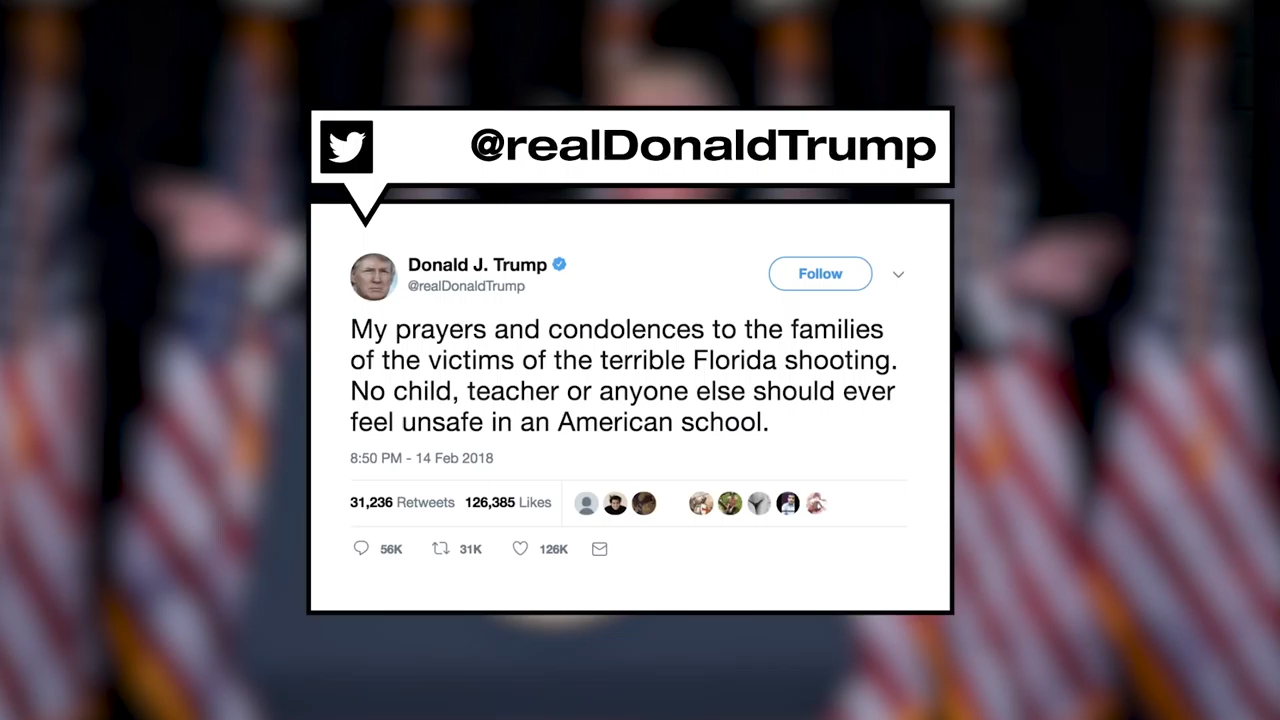 @realDonaldTrump
Donald J. Trump
@realDonaldTrump
Follow
My prayers and condolences to the families
of the victims of the terrible Florida shooting.
No child, teacher or anyone else should ever
feel unsafe in an American school.
8:50 PM - 14 Feb 2018
31,236 Retweets 126,385 Likes
56K 31K 126K